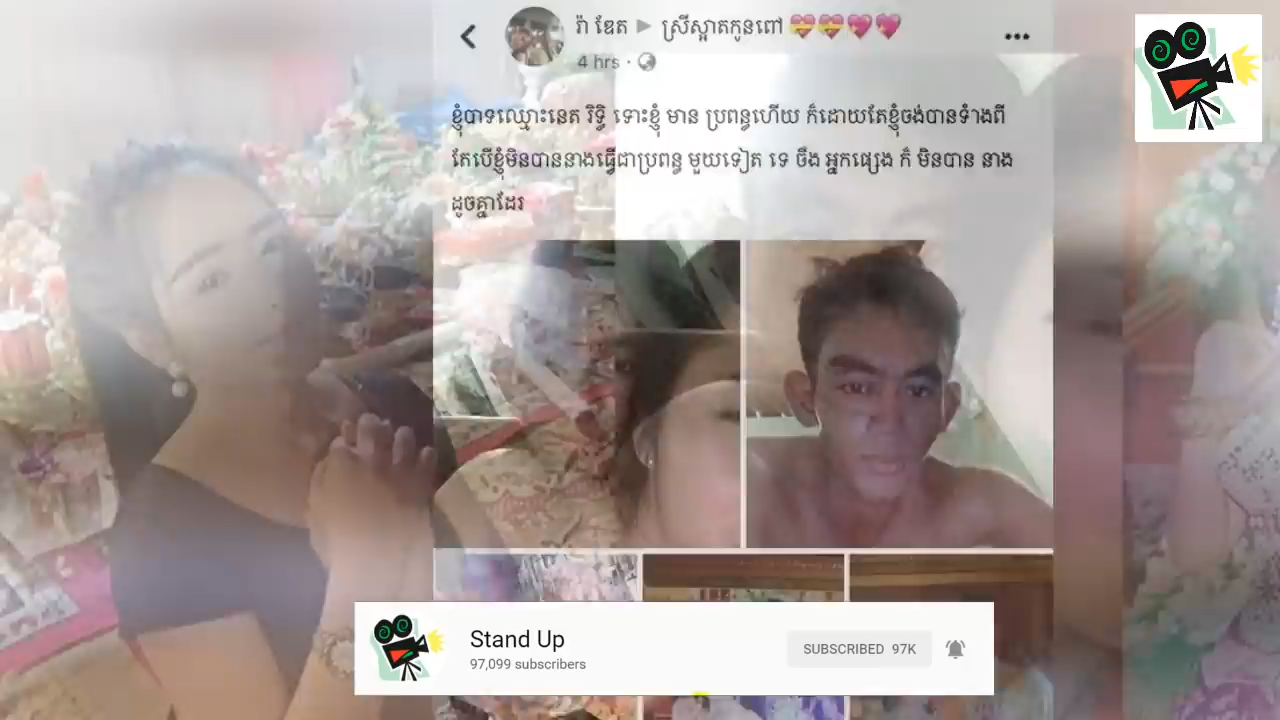 រ៉ា ឌែត ▶ ស្រីស្អាតកូនពៅ 💝💝💖💖
4 hrs ·
ខ្ញុំបាទឈ្មោះនេត រិទ្ធិ ទោះខ្ញុំ មាន ប្រពន្ធហើយ ក៏ដោយតែខ្ញុំចង់បានទំាងពី
តែបើខ្ញុំមិនបាននាងធ្វើជាប្រពន្ធ មួយទៀត ទេ ចឹង អ្នកផ្សេង ក៏ មិនបាន នាង
ដូចគ្នាដែរ
Stand Up
97,099 subscribers
SUBSCRIBED 97K